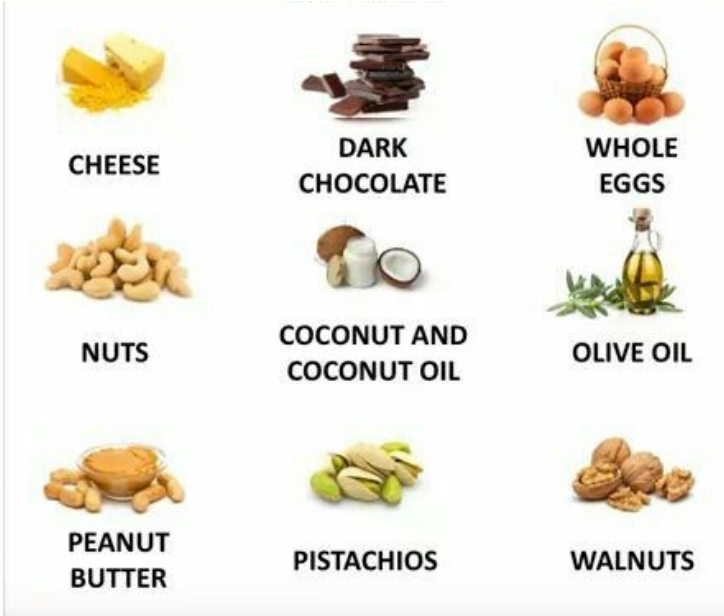 CHEESE
DARK
CHOCOLATE
WHOLE
EGGS
NUTS
COCONUT AND
COCONUT OIL
OLIVE OIL
PEANUT
BUTTER
PISTACHIOS
WALNUTS